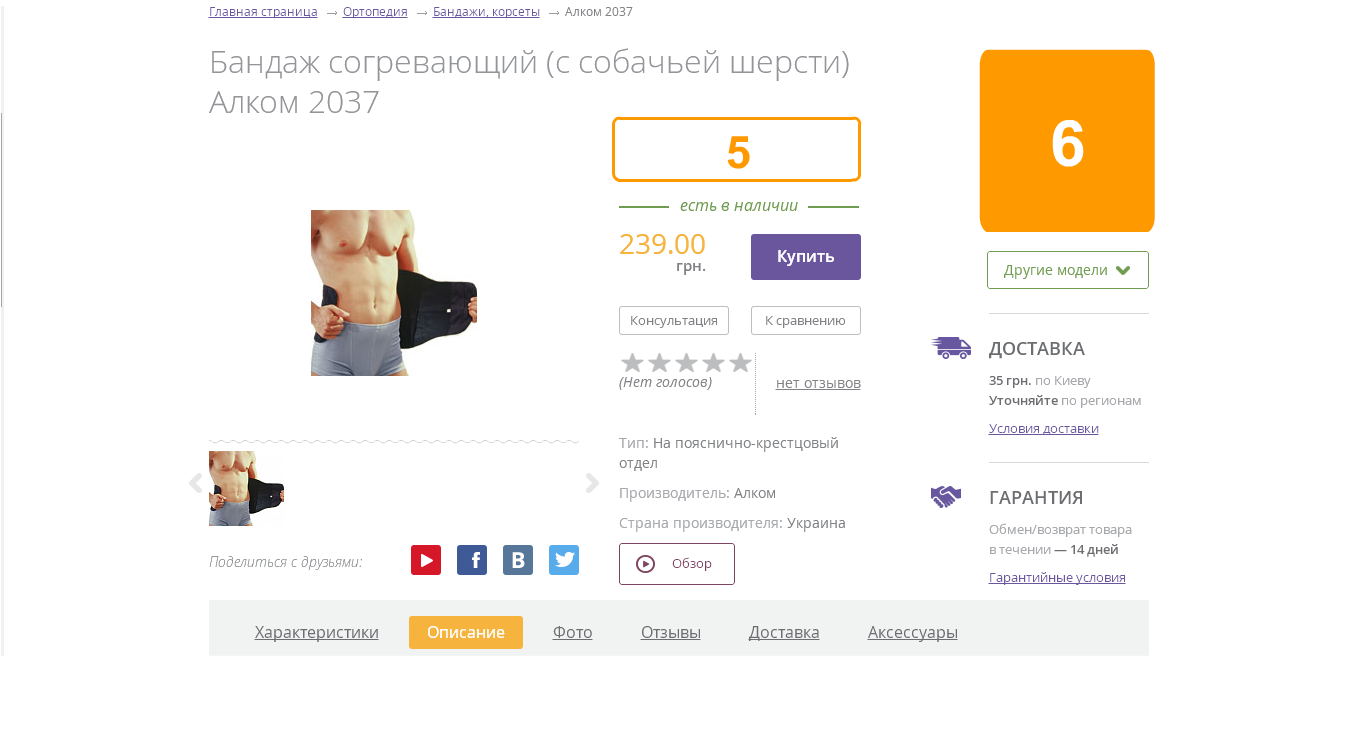 Главная страница → Ортопедия → Бандажи, корсеты → Алком 2037
Бандаж согревающий (с собачьей шерсти)
Алком 2037
5
6
есть в наличии
239.00
грн.
Купить
Другие модели
Консультация
К сравнению
(Нет голосов)
нет отзывов
ДОСТАВКА
35 грн. по Киеву
Уточняйте по регионам
Условия доставки
Тип: На пояснично-крестцовый
отдел
Производитель: Алком
Страна производителя: Украина
Обзор
ГАРАНТИЯ
Обмен/возврат товара
в течении — 14 дней
Гарантийные условия
Поделиться с друзьями:
f
B
Характеристики
Описание
Фото
Отзывы
Доставка
Аксессуары